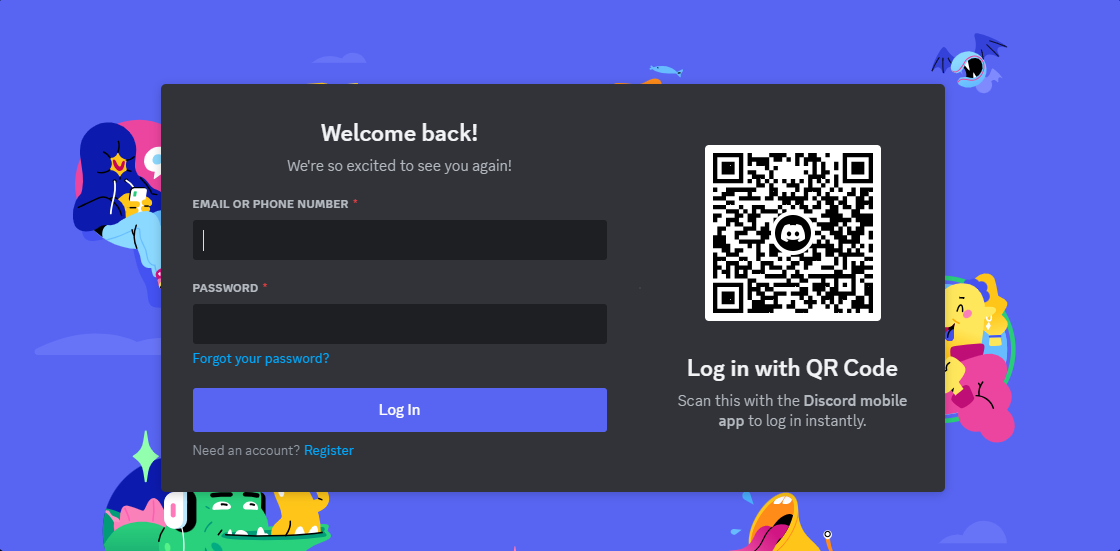 Welcome back!
We're so excited to see you again!
EMAIL OR PHONE NUMBER *
PASSWORD *
Forgot your password?
Log In
Need an account? Register
Log in with QR Code
Scan this with the Discord mobile
app to log in instantly.